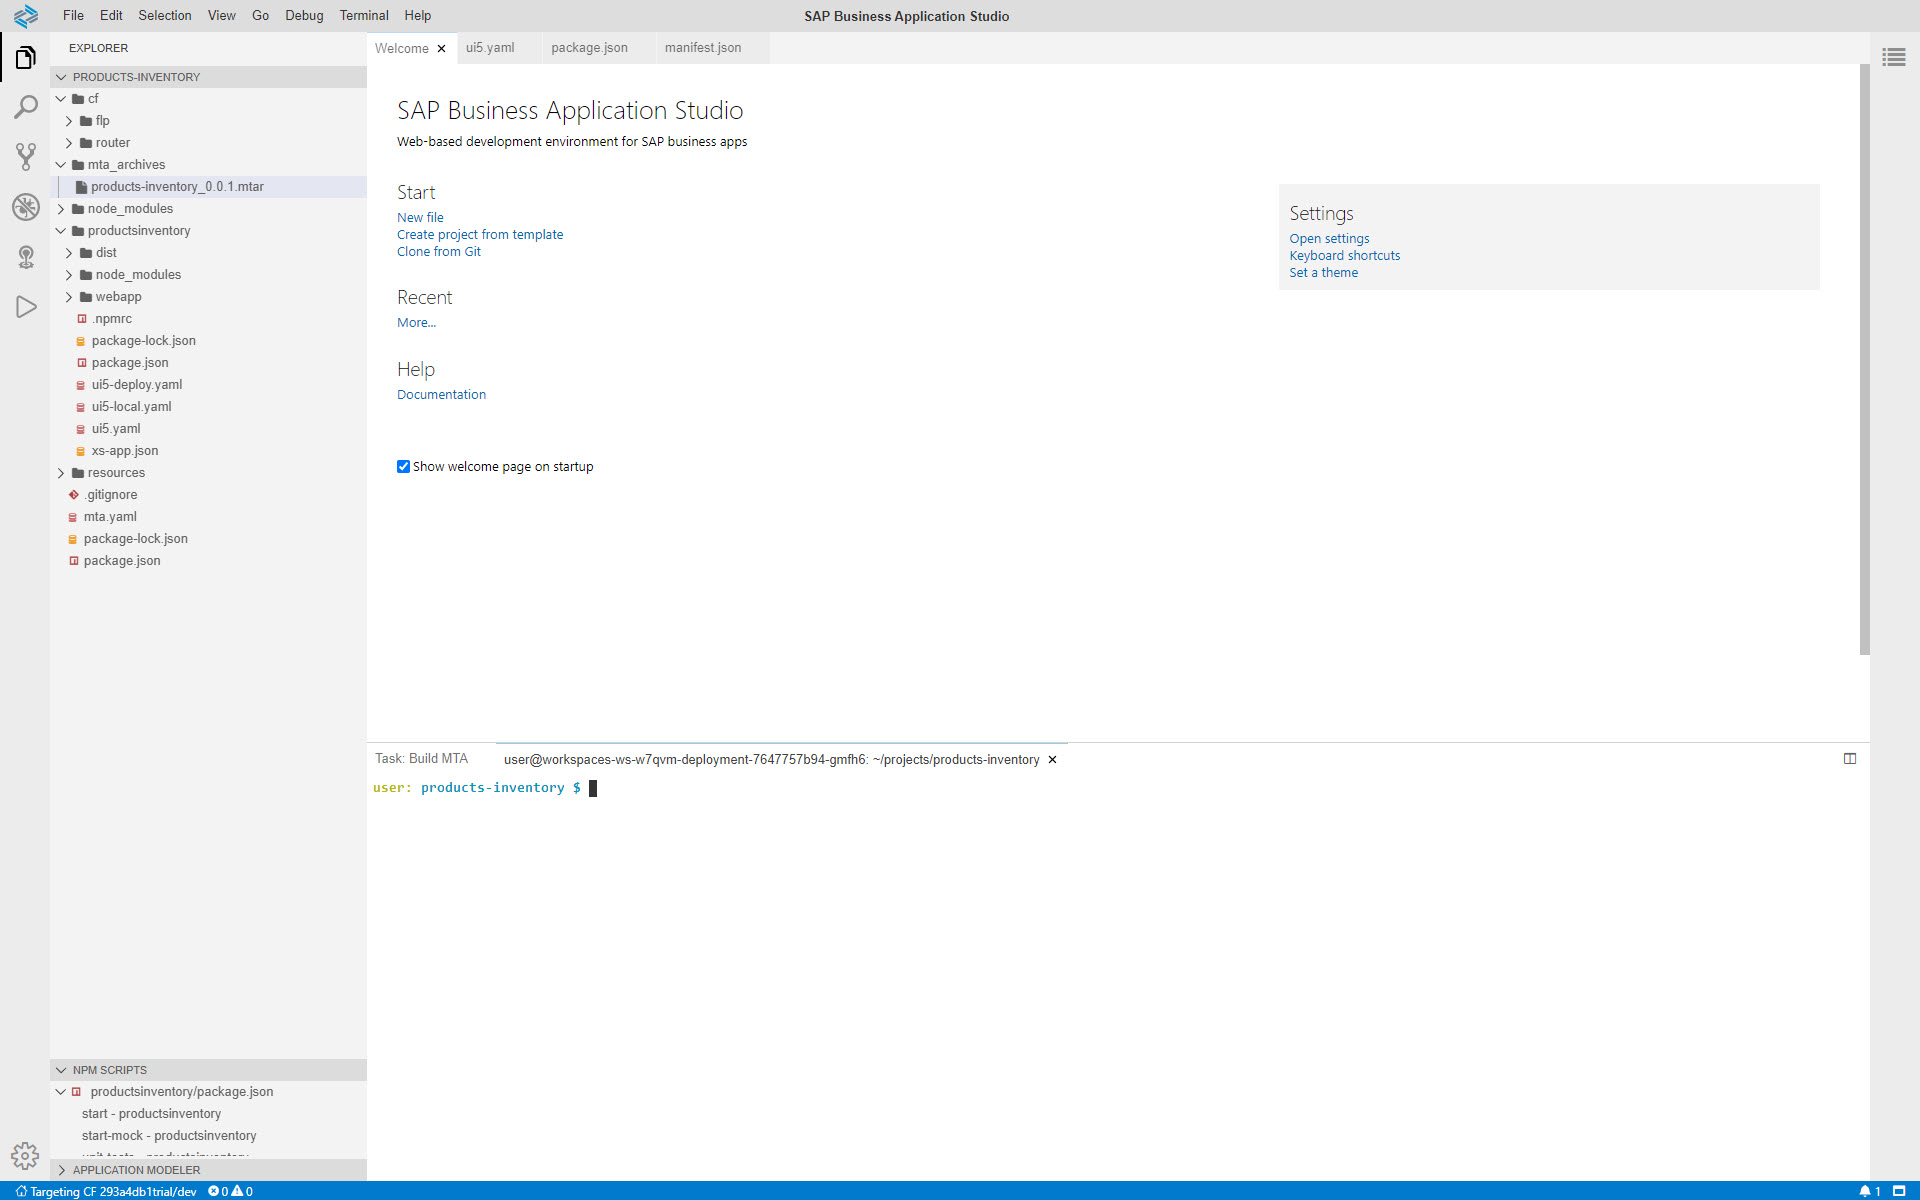 File Edit Selection View Go Debug Terminal Help
SAP Business Application Studio
EXPLORER
PRODUCTS-INVENTORY
cf
flp
router
mta_archives
products-inventory_0.0.1.mtar
node_modules
productsinventory
dist
node_modules
webapp
.npmrc
package-lock.json
package.json
ui5-deploy.yaml
ui5-local.yaml
ui5.yaml
xs-app.json
resources
.gitignore
mta.yaml
package-lock.json
package.json
NPM SCRIPTS
productsinventory/package.json
start - productsinventory
start-mock - productsinventory
unit-tests - productsinventory
APPLICATION MODELER
Welcome ui5.yaml package.json manifest.json
SAP Business Application Studio
Web-based development environment for SAP business apps
Start
New file
Create project from template
Clone from Git
Recent
More...
Help
Documentation
Show welcome page on startup
Settings
Open settings
Keyboard shortcuts
Set a theme
Task: Build MTA user@workspaces-ws-w7qvm-deployment-7647757b94-gmfh6: ~/projects/products-inventory
user: products-inventory $
Targeting CF 293a4db1trial/dev 0 0 1